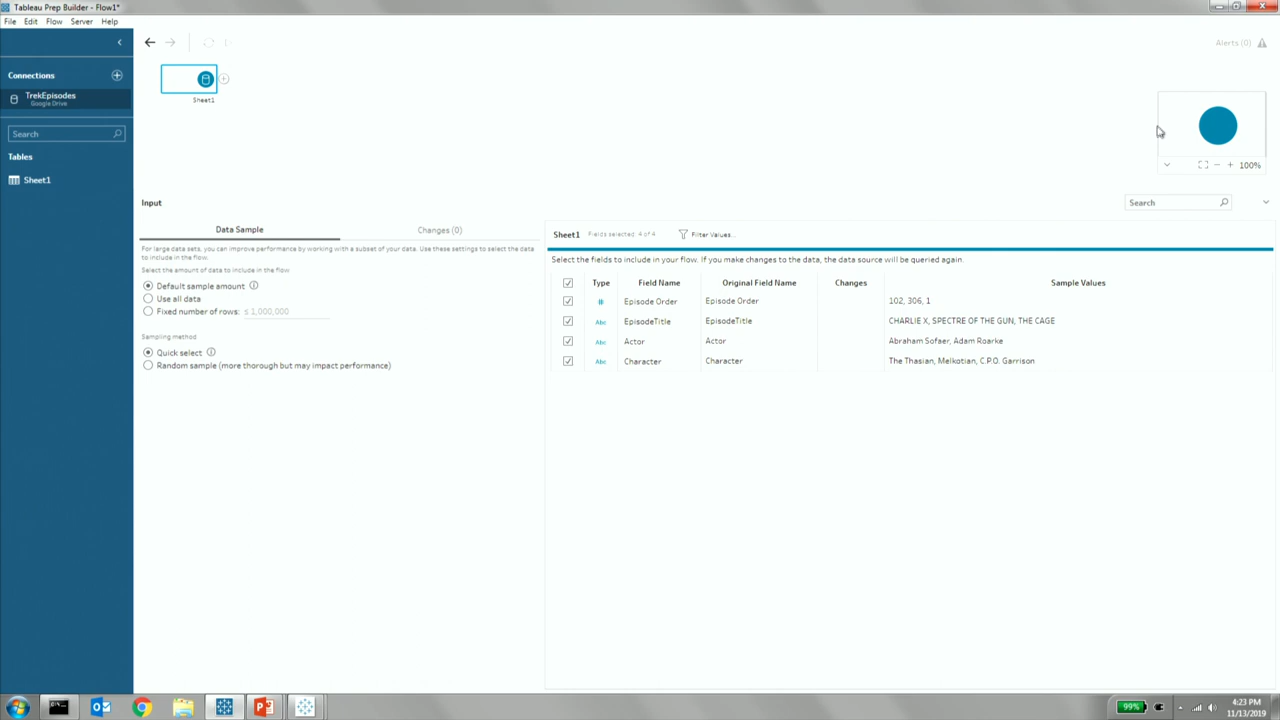 Tableau Prep Builder - Flow1*
File Edit Flow Server Help
Alerts (0)
Connections
TrekEpisodes
Google Drive
Sheet1
Search
Tables
Sheet1
100%
Input
Search
Data Sample
Changes (0)
For large data sets, you can improve performance by working with a subset of your data. Use these settings to select the data
to include in the flow.
Select the amount of data to include in the flow
Default sample amount
Use all data
Fixed number of rows: ≤ 1,000,000
Sampling method
Quick select
Random sample (more thorough but may impact performance)
Sheet1 Fields selected: 4 of 4 Filter Values...
Select the fields to include in your flow. If you make changes to the data, the data source will be queried again.
Type Field Name Original Field Name Changes Sample Values
# Episode Order Episode Order 102, 306, 1
Abc EpisodeTitle EpisodeTitle CHARLIE X, SPECTRE OF THE GUN, THE CAGE
Abc Actor Actor Abraham Sofaer, Adam Roarke
Abc Character Character The Thasian, Melkotian, C.P.O. Garrison
99%
4:23 PM
11/13/2019